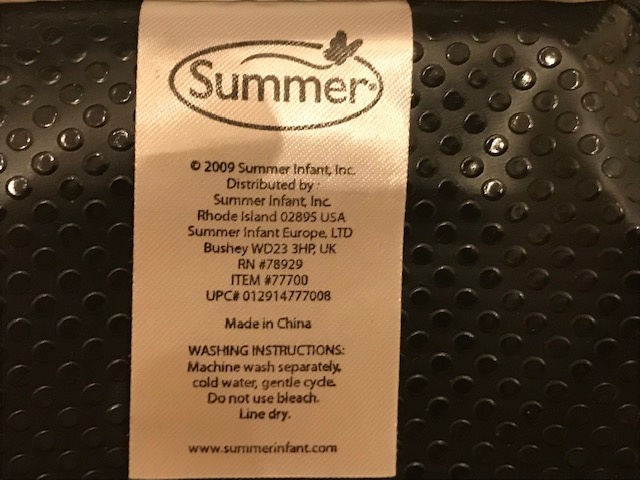 Summer®
© 2009 Summer Infant, Inc.
Distributed by :
Summer Infant, Inc.
Rhode Island 02895 USA
Summer Infant Europe, LTD
Bushey WD23 3HP, UK
RN #78929
ITEM #77700
UPC# 012914777008
Made in China
WASHING INSTRUCTIONS:
Machine wash separately,
cold water, gentle cycle.
Do not use bleach.
Line dry.
www.summerinfant.com